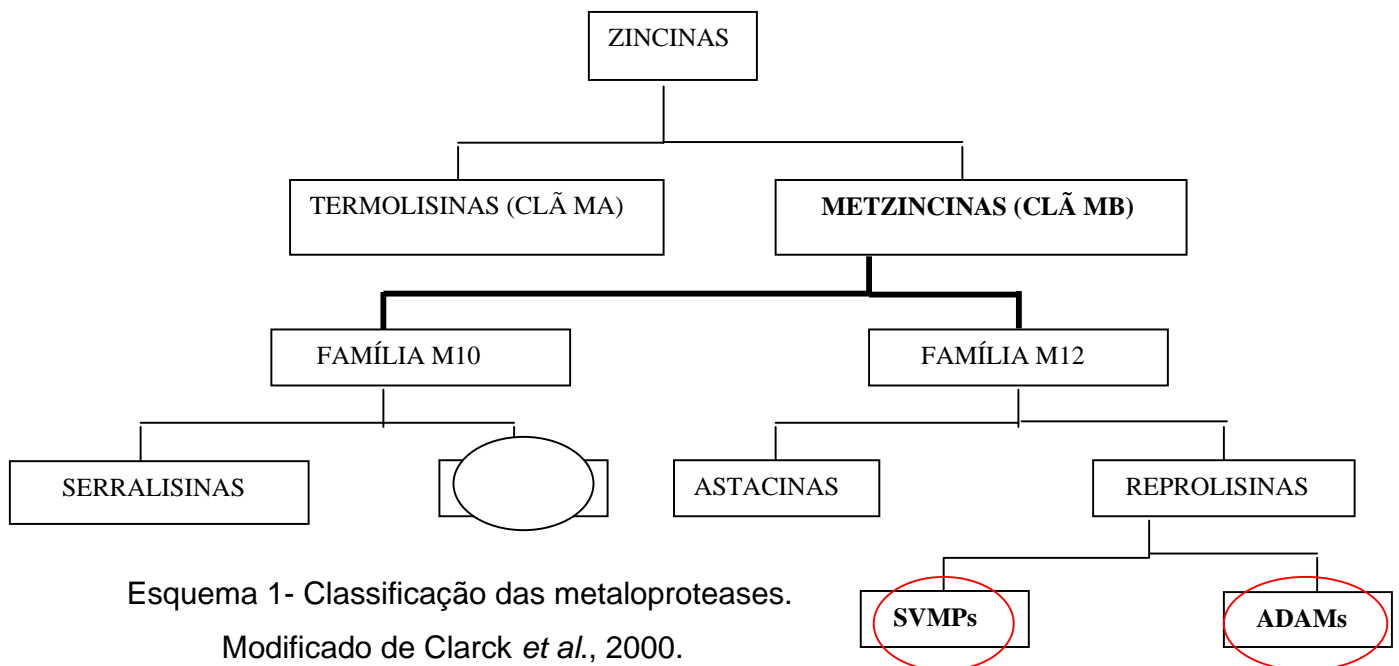 ZINCINAS
TERMOLISINAS (CLÃ MA)
METZINCINAS (CLÃ MB)
FAMÍLIA M10
FAMÍLIA M12
SERRALISINAS
ASTACINAS
REPROLISINAS
SVMPs
ADAMs
Esquema 1- Classificação das metaloproteases.
Modificado de Clarck et al., 2000.